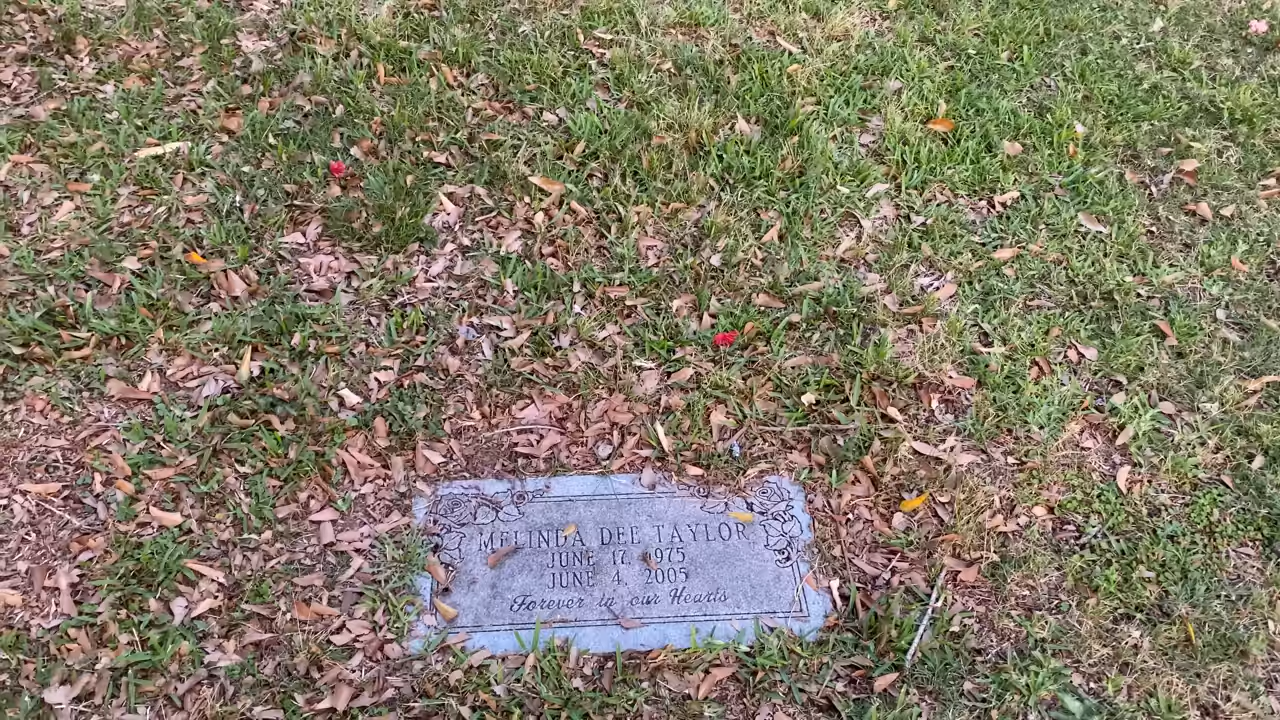 MELINDA DEE TAYLOR
JUNE 17, 1975
JUNE 4, 2005
Forever in our Hearts